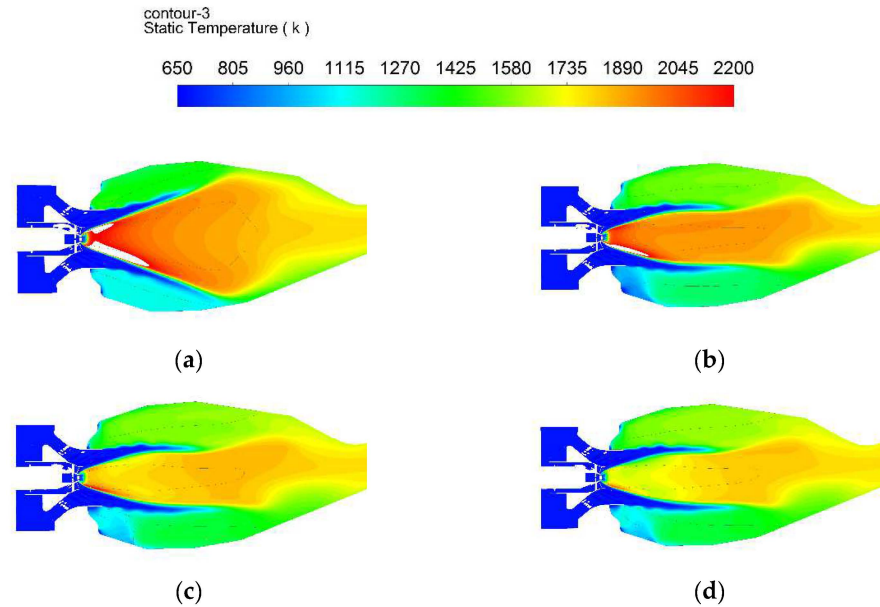 contour-3
Static Temperature ( k )
650 805 960 1115 1270 1425 1580 1735 1890 2045 2200
(a) (b)
(c) (d)